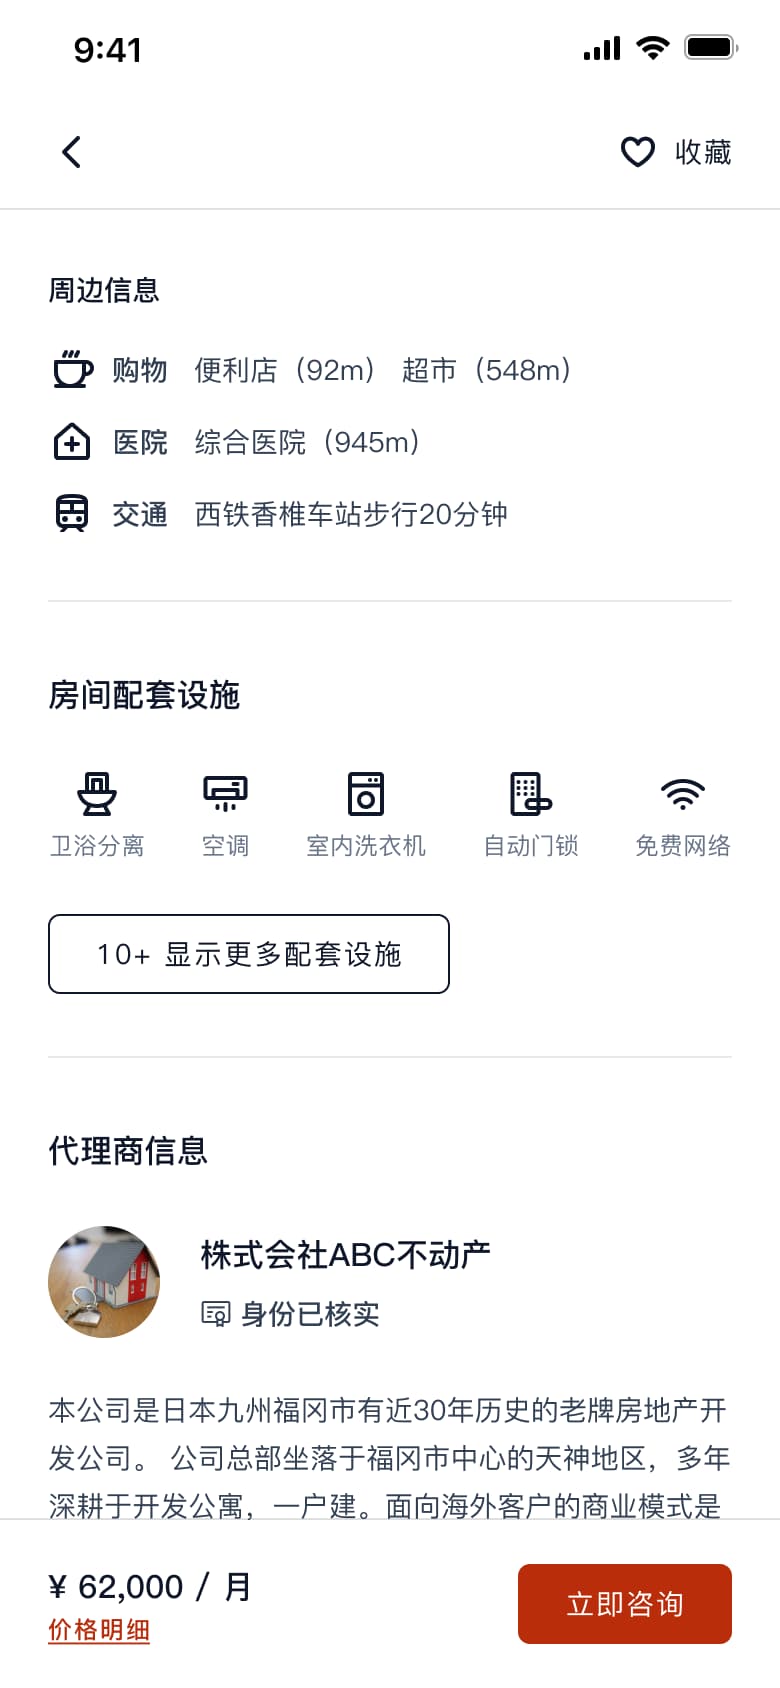 9:41
收藏
周边信息
购物 便利店（92m） 超市（548m）
医院 综合医院（945m）
交通 西铁香椎车站步行20分钟
房间配套设施
卫浴分离 空调 室内洗衣机 自动门锁 免费网络
10+ 显示更多配套设施
代理商信息
株式会社ABC不动产
身份已核实
本公司是日本九州福冈市有近30年历史的老牌房地产开
发公司。 公司总部坐落于福冈市中心的天神地区，多年
深耕于开发公寓，一户建。面向海外客户的商业模式是
¥ 62,000 / 月
价格明细
立即咨询